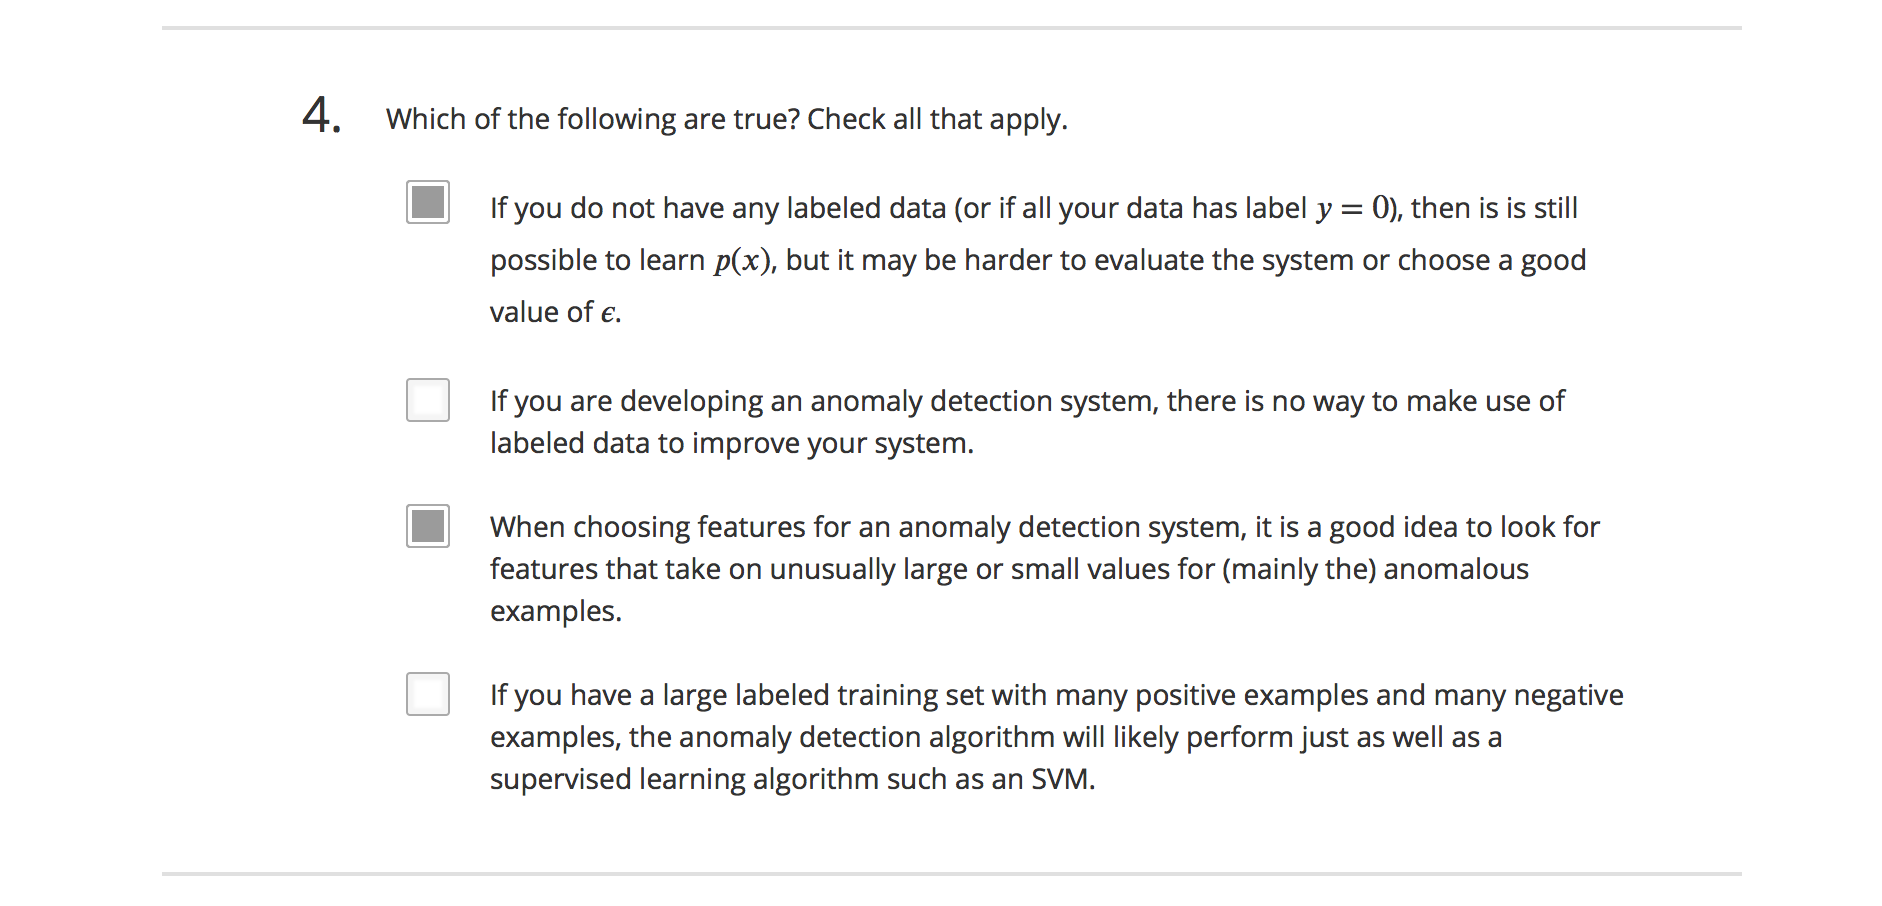 4. Which of the following are true? Check all that apply.
If you do not have any labeled data (or if all your data has label y = 0), then is is still
possible to learn p(x), but it may be harder to evaluate the system or choose a good
value of ϵ.
If you are developing an anomaly detection system, there is no way to make use of
labeled data to improve your system.
When choosing features for an anomaly detection system, it is a good idea to look for
features that take on unusually large or small values for (mainly the) anomalous
examples.
If you have a large labeled training set with many positive examples and many negative
examples, the anomaly detection algorithm will likely perform just as well as a
supervised learning algorithm such as an SVM.